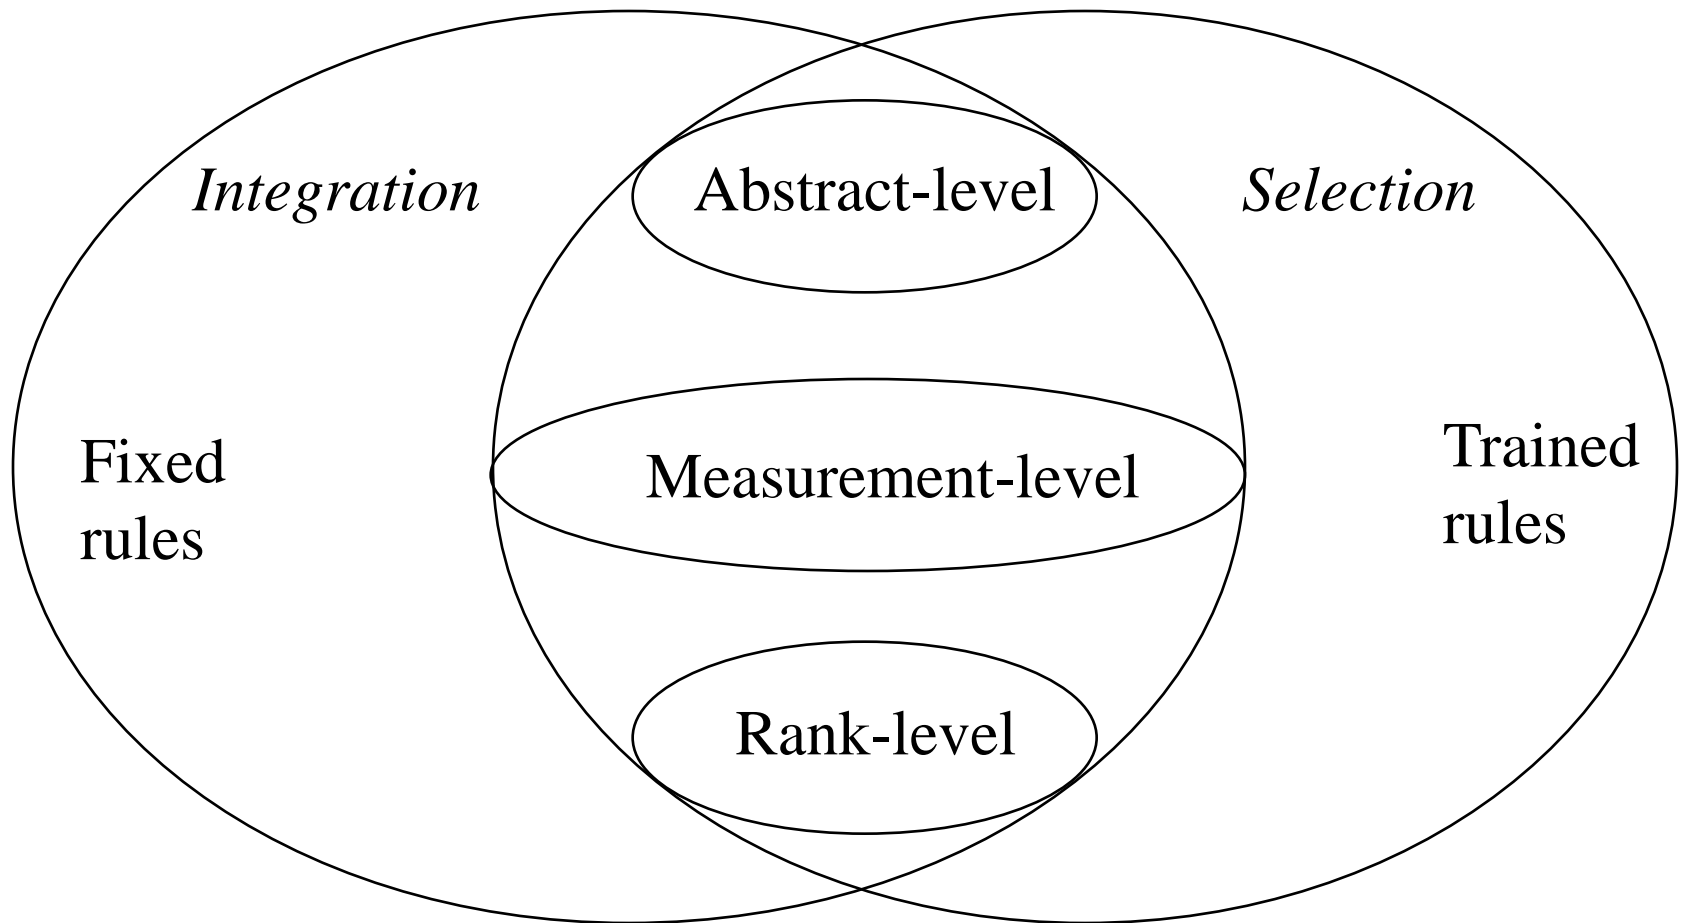 Integration
Abstract-level
Selection
Fixed
rules
Measurement-level
Trained
rules
Rank-level